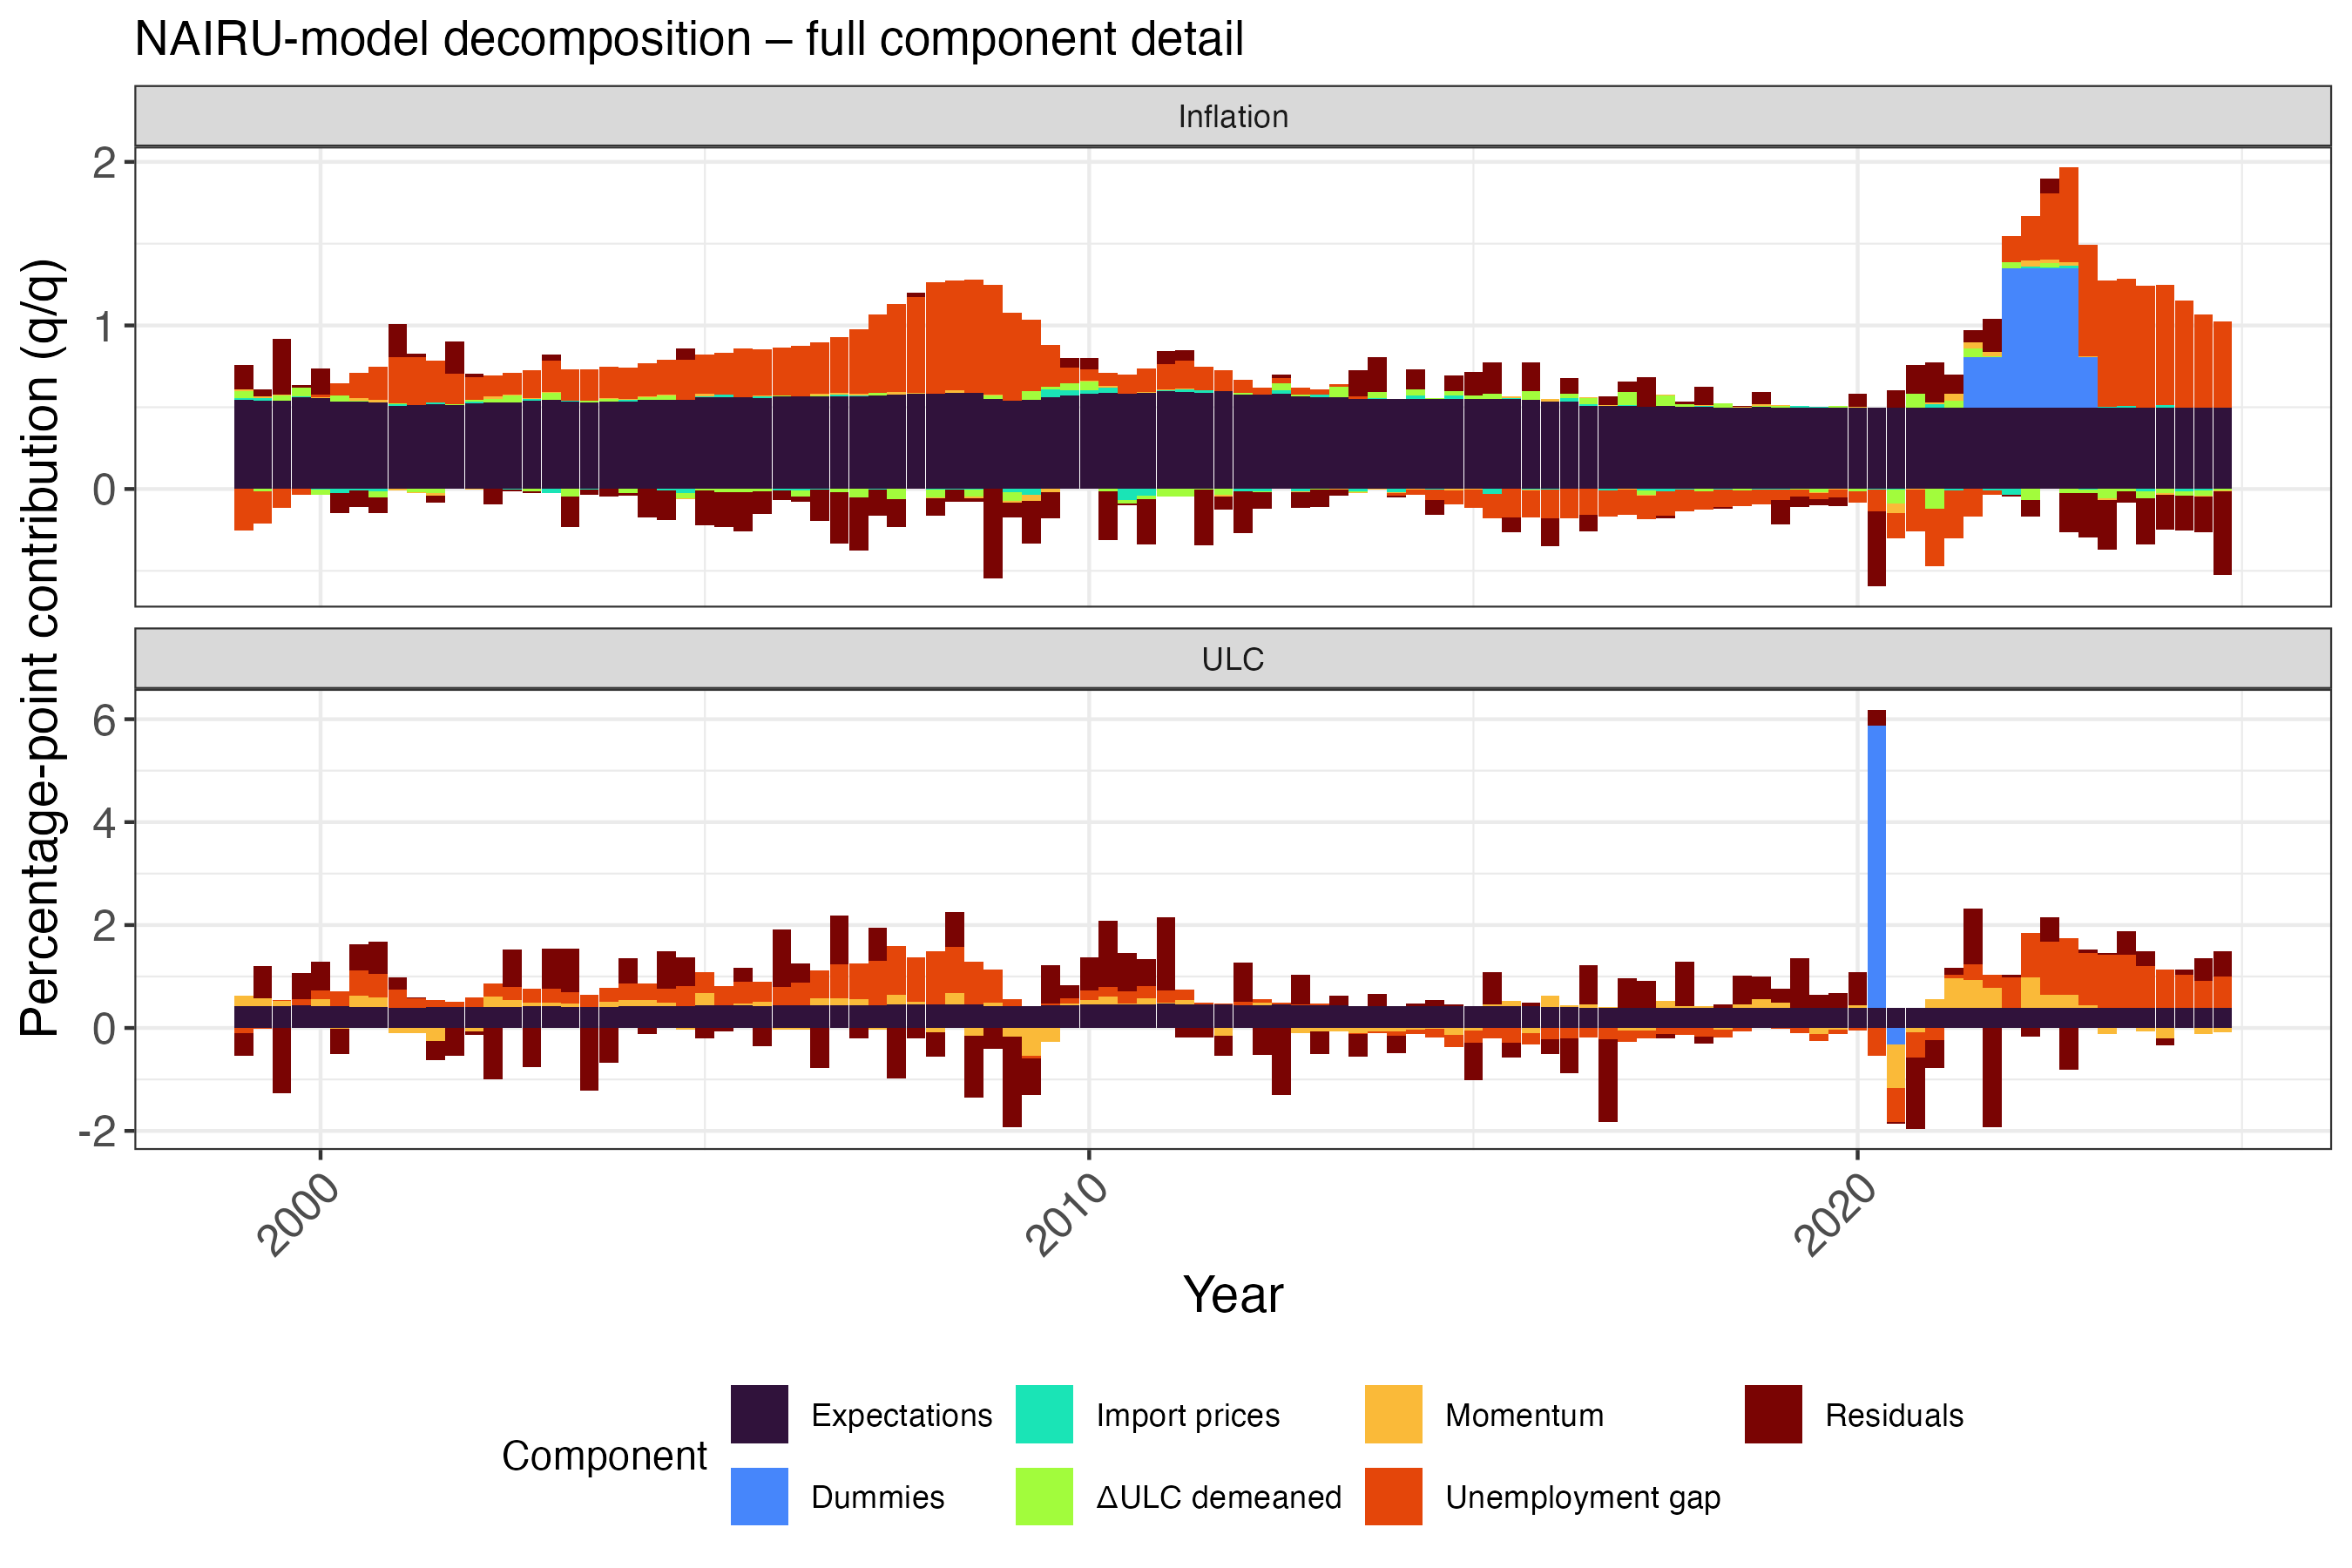 NAIRU-model decomposition – full component detail
Inflation
2
1
0
Percentage-point contribution (q/q)
ULC
6
4
2
0
-2
2000
2010
2020
Year
Component
Expectations
Import prices
Momentum
Residuals
Dummies
ΔULC demeaned
Unemployment gap